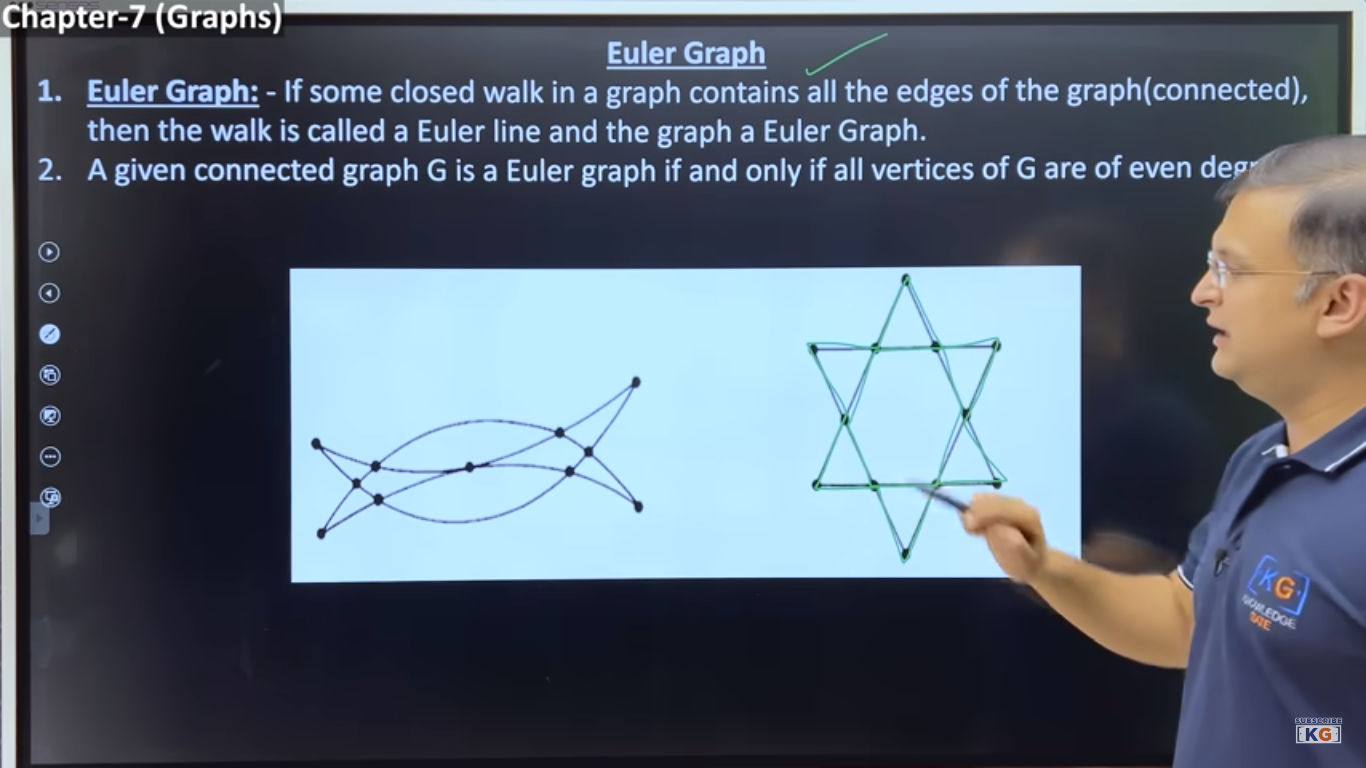 Chapter-7 (Graphs)
Euler Graph
1. Euler Graph: - If some closed walk in a graph contains all the edges of the graph(connected),
then the walk is called a Euler line and the graph a Euler Graph.
2. A given connected graph G is a Euler graph if and only if all vertices of G are of even
KG
KNOWLEDGE
GATE
SUBSCRIBE
KG